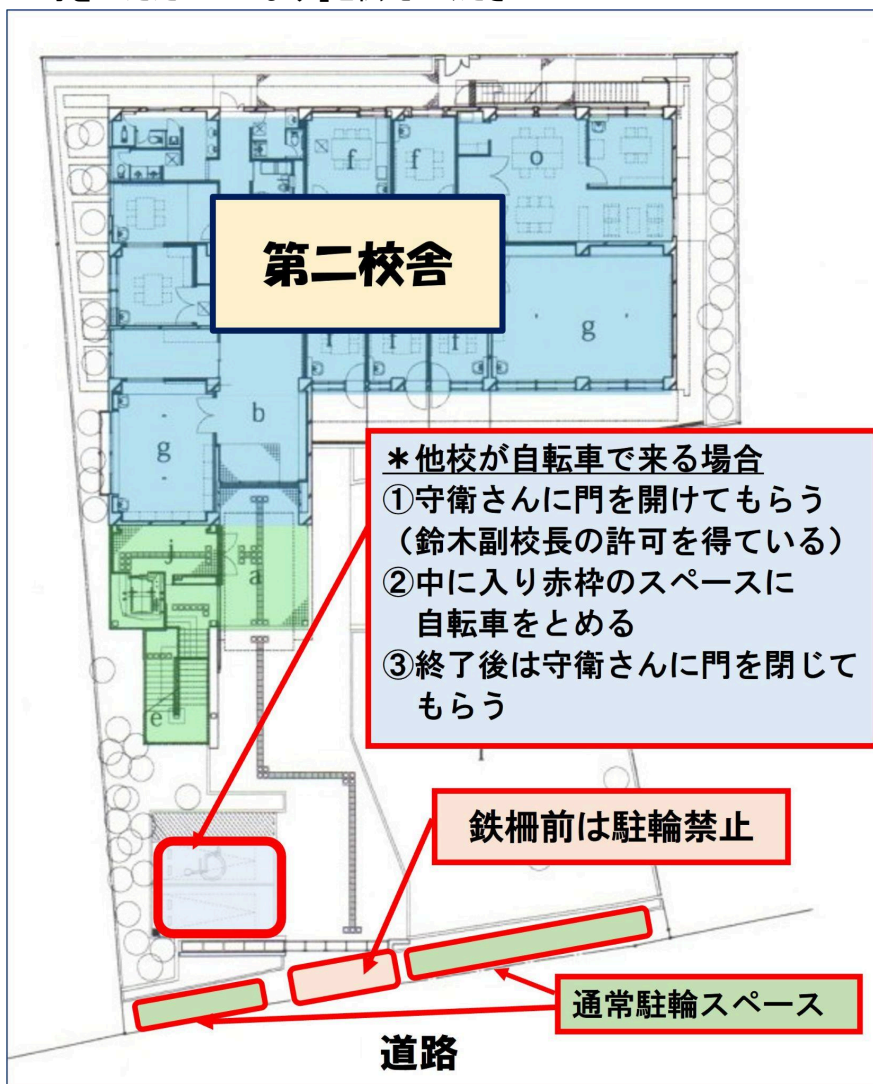 f
f
o
第二校舎
f
f
f
g
b
g
＊他校が自転車で来る場合
①守衛さんに門を開けてもらう
（鈴木副校長の許可を得ている）
②中に入り赤枠のスペースに
自転車をとめる
③終了後は守衛さんに門を閉じて
もらう
j
a
e
鉄柵前は駐輪禁止
通常駐輪スペース
道路